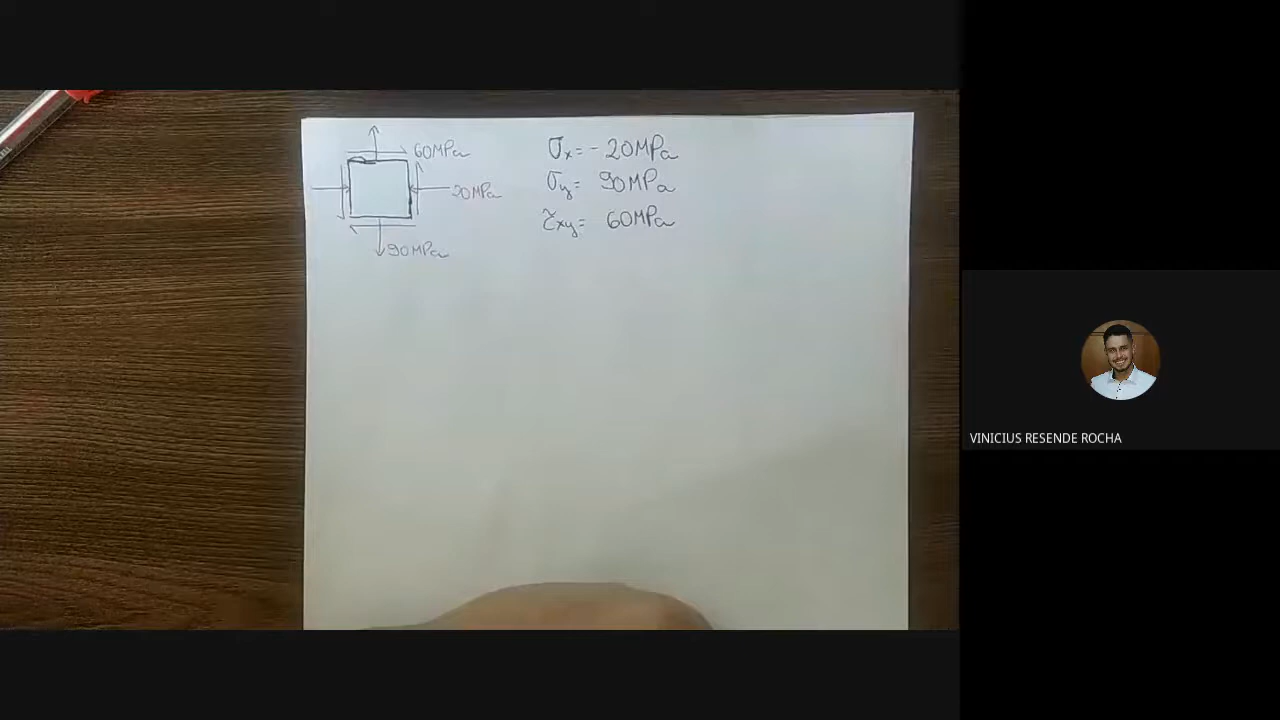 60MPa
20MPa
90MPa
σx = - 20MPa
σy = 90MPa
τxy = 60MPa
VINICIUS RESENDE ROCHA